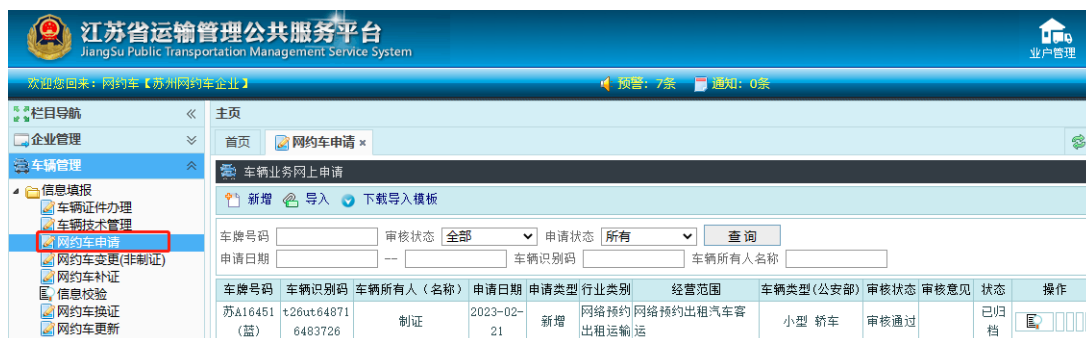 江苏省运输管理公共服务平台
JiangSu Public Transportation Management Service System
业户管理
欢迎您回来：网约车【苏州网约车企业】 预警：7条 通知：0条
栏目导航 主页
企业管理 首页 网约车申请 ×
车辆管理 车辆业务网上申请
信息填报
新增 导入 下载导入模板
车辆证件办理
车辆技术管理
网约车申请
网约车变更(非制证)
网约车补证
信息校验
网约车换证
网约车更新
车牌号码 审核状态 全部 申请状态 所有 查询
申请日期 -- 车辆识别码 车辆所有人名称
车牌号码 车辆识别码 车辆所有人（名称） 申请日期 申请类型 行业类别 经营范围 车辆类型(公安部) 审核状态 审核意见 状态 操作
苏A16451 t26ut64871 制证 2023-02- 新增 网络预约 网络预约出租汽车客 小型 轿车 审核通过 已归
（蓝） 6483726 21 出租运输 运 档